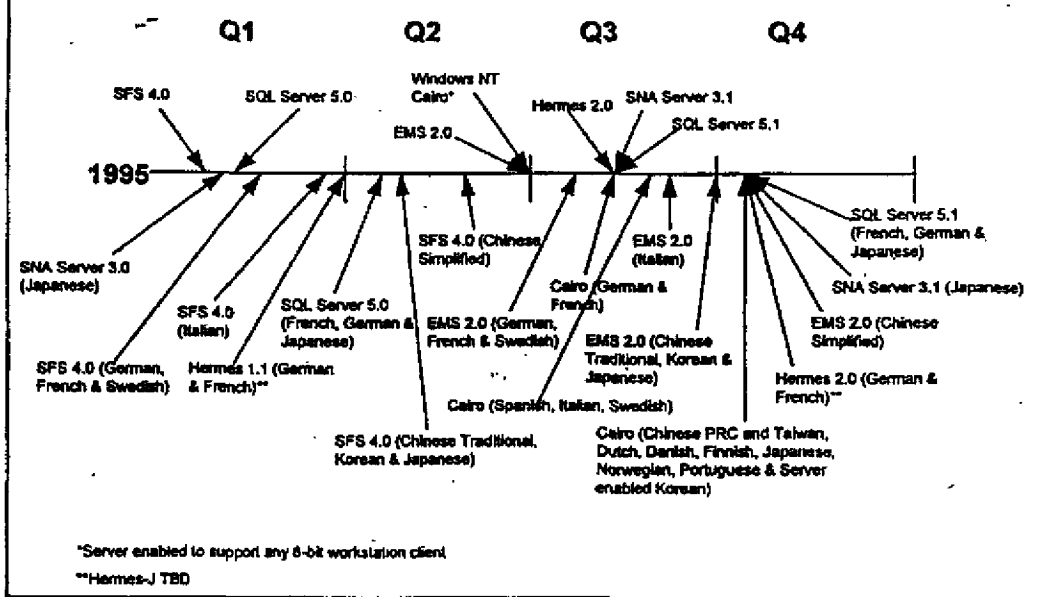 Q1 Q2 Q3 Q4
SFS 4.0
SQL Server 5.0
Windows NT
Cairo*
EMS 2.0
Hermes 2.0
SNA Server 3.1
SQL Server 5.1
1995
SNA Server 3.0
(Japanese)
SFS 4.0 (German,
French & Swedish)
SFS 4.0
(Italian)
Hermes 1.1 (German
& French)**
SQL Server 5.0
(French, German &
Japanese)
SFS 4.0 (Chinese Traditional,
Korean & Japanese)
SFS 4.0 (Chinese
Simplified)
EMS 2.0 (German,
French & Swedish)
Cairo (German &
French)
Cairo (Spanish, Italian, Swedish)
EMS 2.0
(Italian)
EMS 2.0 (Chinese
Traditional, Korean &
Japanese)
Cairo (Chinese PRC and Taiwan,
Dutch, Danish, Finnish, Japanese,
Norwegian, Portuguese & Server
enabled Korean)
Hermes 2.0 (German &
French)**
EMS 2.0 (Chinese
Simplified)
SNA Server 3.1 (Japanese)
SQL Server 5.1
(French, German &
Japanese)
*Server enabled to support any 8-bit workstation client
**Hermes-J TBD